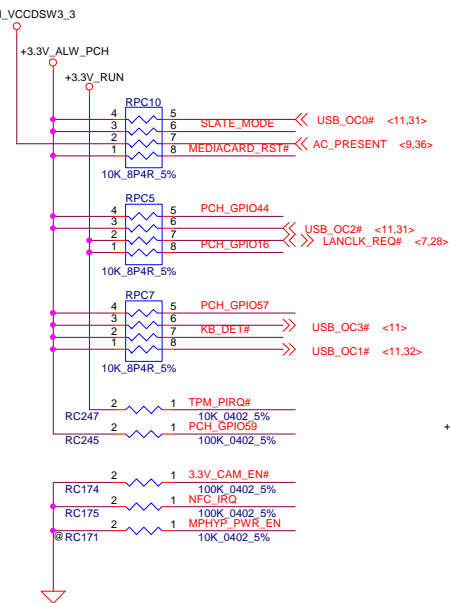 _VCCDSW3_3
+3.3V_ALW_PCH
+3.3V_RUN
RPC10
4 5 USB_OC0# <11,31>
3 6 SLATE_MODE
2 7 AC_PRESENT <9,36>
1 8 MEDIACARD_RST#
10K_8P4R_5%
RPC5
4 5 PCH_GPIO44
3 6 USB_OC2# <11,31>
2 7 LANCLK_REQ# <7,28>
1 8 PCH_GPIO16
10K_8P4R_5%
RPC7
4 5 PCH_GPIO57
3 6 USB_OC3# <11>
2 7 KB_DET#
1 8 USB_OC1# <11,32>
10K_8P4R_5%
2 1 TPM_PIRQ#
RC247 10K_0402_5%
2 1 PCH_GPIO59
RC245 100K_0402_5%
+
2 1 3.3V_CAM_EN#
RC174 100K_0402_5%
2 1 NFC_IRQ
RC175 10K_0402_5%
2 1 MPHYP_PWR_EN
@RC171 10K_0402_5%